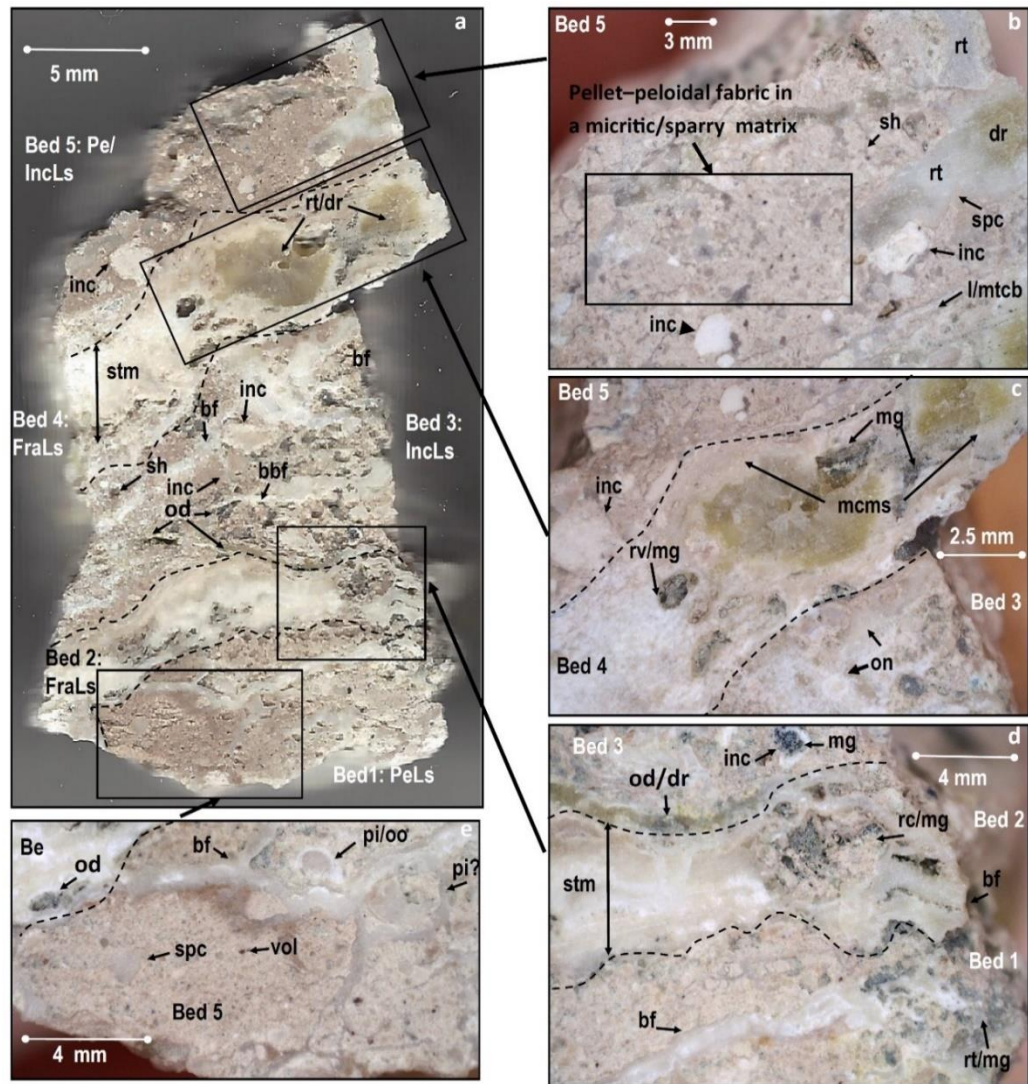 a
5 mm
Bed 5: Pe/
IncLs
rt/dr
inc
stm
bf
inc
Bed 4:
FraLs
bf
Bed 3:
IncLs
sh
inc
bbf
od
Bed 2:
FraLs
Bed1: PeLs
Bed 5
3 mm
b
rt
Pellet–peloidal fabric in
a micritic/sparry matrix
sh
dr
rt
spc
inc
l/mtcb
inc
Bed 5
c
mg
inc
mcms
2.5 mm
rv/mg
Bed 3
Bed 4
on
Bed 3
mg
d
inc
4 mm
od/dr
rc/mg
Bed 2
stm
bf
Bed 1
bf
rt/mg
Be
e
bf
pi/oo
od
pi?
spc
vol
Bed 5
4 mm